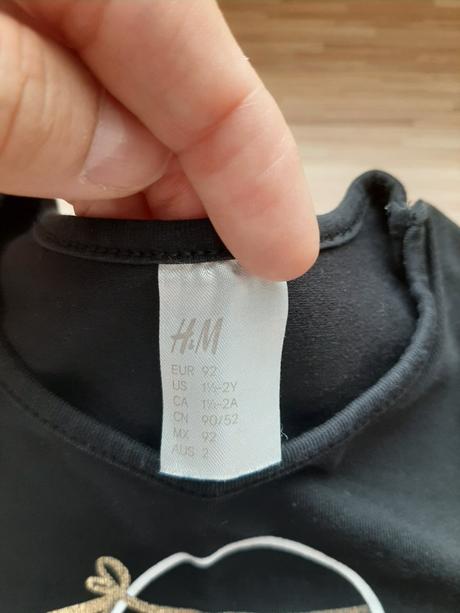 H&M
EUR 92
US 1½-2Y
CA 1½-2A
CN 90/52
MX 92
AUS 2